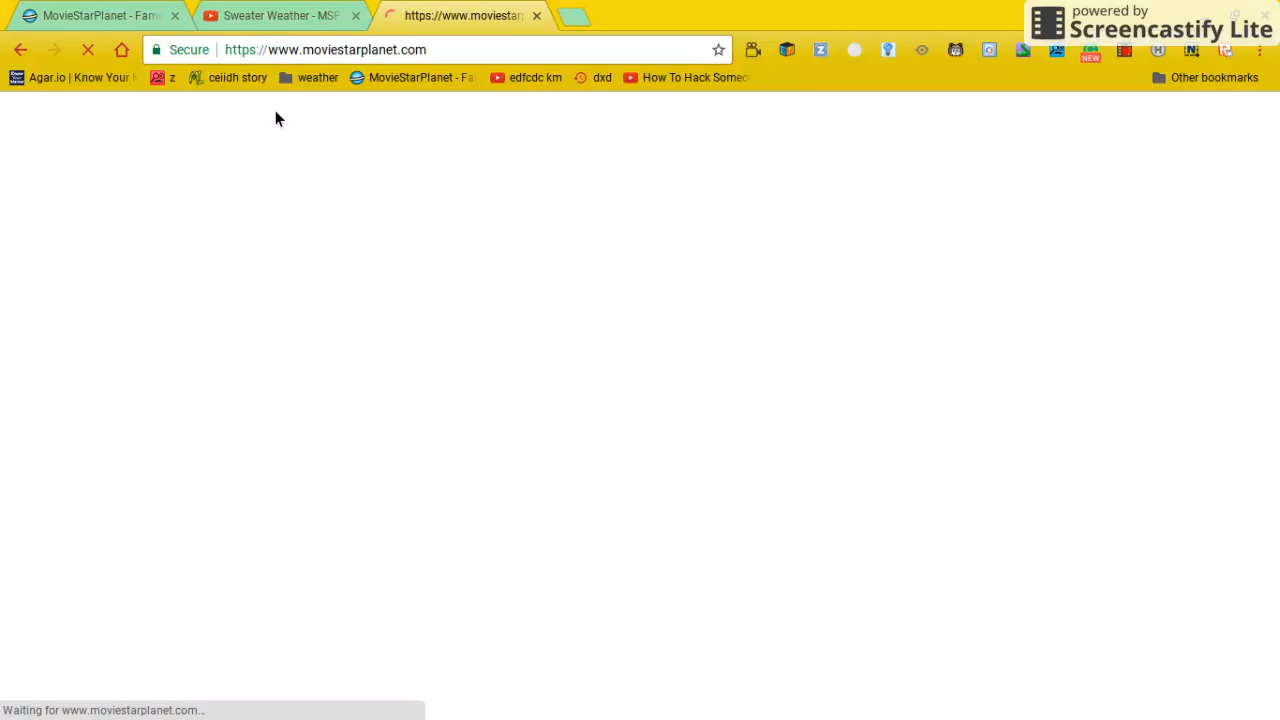 MovieStarPlanet - Fam
Sweater Weather - MSP
https://www.moviestar
powered by
Screencastify Lite
Secure
https://www.moviestarplanet.com
NEW
Agar.io | Know Your
z
ceiidh story
weather
MovieStarPlanet - Fa
edfcdc km
dxd
How To Hack Someo
Other bookmarks
Waiting for www.moviestarplanet.com...